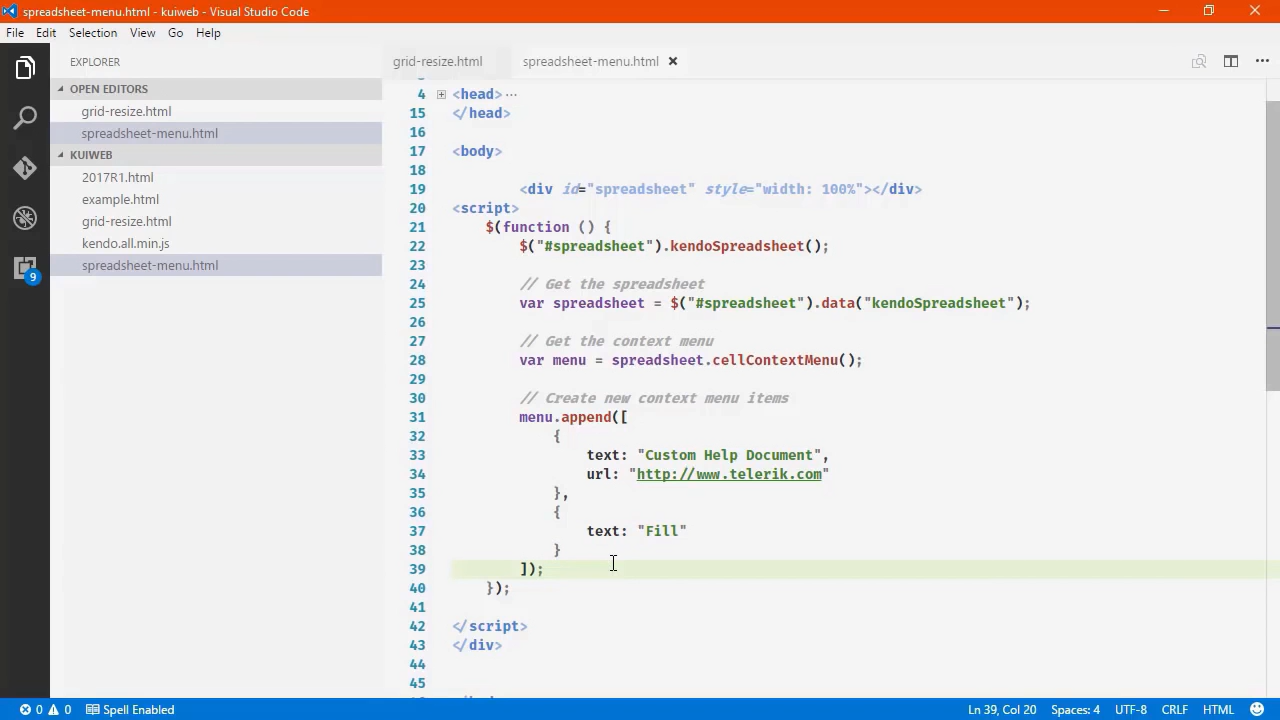 spreadsheet-menu.html - kuiweb - Visual Studio Code
File Edit Selection View Go Help
EXPLORER
OPEN EDITORS
grid-resize.html
spreadsheet-menu.html
KUIWEB
2017R1.html
example.html
grid-resize.html
kendo.all.min.js
spreadsheet-menu.html
9
grid-resize.html spreadsheet-menu.html
4 <head>
15 </head>
16
17 <body>
18
19 <div id="spreadsheet" style="width: 100%"></div>
20 <script>
21 $(function () {
22 $("#spreadsheet").kendoSpreadsheet();
23
24 // Get the spreadsheet
25 var spreadsheet = $("#spreadsheet").data("kendoSpreadsheet");
26
27 // Get the context menu
28 var menu = spreadsheet.cellContextMenu();
29
30 // Create new context menu items
31 menu.append([
32 {
33 text: "Custom Help Document",
34 url: "http://www.telerik.com"
35 },
36 {
37 text: "Fill"
38 }
39 ]);
40 });
41
42 </script>
43 </div>
44
45
0 0 Spell Enabled Ln 39, Col 20 Spaces: 4 UTF-8 CRLF HTML